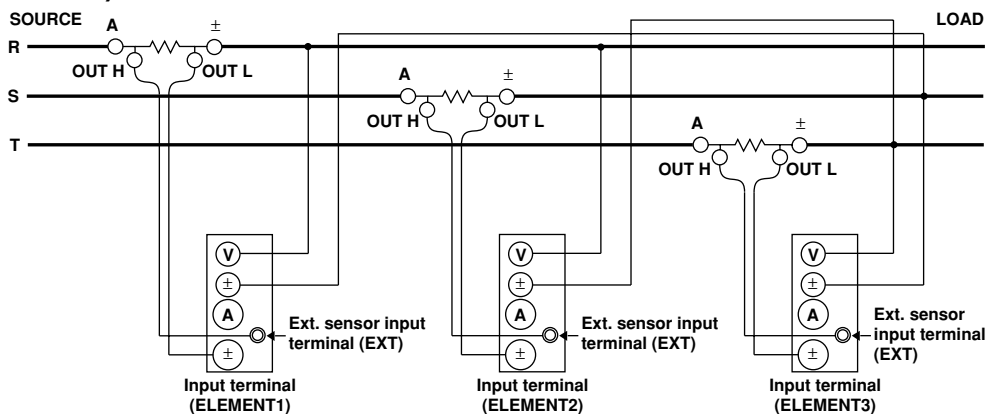 SOURCE
LOAD
A
±
R
OUT H
OUT L
A
±
S
OUT H
OUT L
A
±
T
OUT H
OUT L
V
±
A
±
Ext. sensor input
terminal (EXT)
Input terminal
(ELEMENT1)
V
±
A
±
Ext. sensor input
terminal (EXT)
Input terminal
(ELEMENT2)
V
±
A
±
Ext. sensor
input terminal
(EXT)
Input terminal
(ELEMENT3)